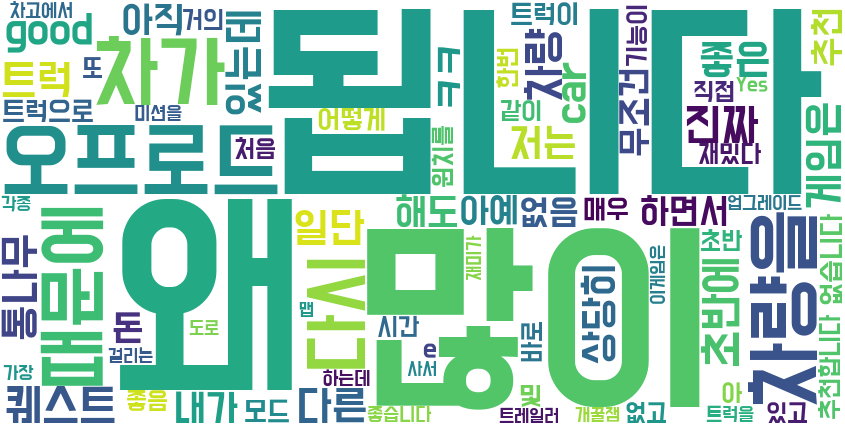 차고에서
good
아직
거의
있는데
됩니다
ㅋㅋ
트럭이
한번
차량
기능이
좋은
추천
트럭
또
차가
car
무조건
직접
Yes
트럭으로
미션을
어떻게
같이
진짜
게임은
오프로드
처음
윈치를
저는
재밌다
각종
왜
일단
많이
해도
아예
없음
매우
하면서
업그레이드
통나무
때문에
시간
재미가
이게임은
초반
초반에
차량을
없습니다
돈
도로
맵
다시
상당히
걸리는
e
바로
가장
하는데
사서
및
아
추천합니다
퀘스트
좋음
내가
모드
다른
좋습니다
트레일러
개꿀잼
없고
트럭을
있고